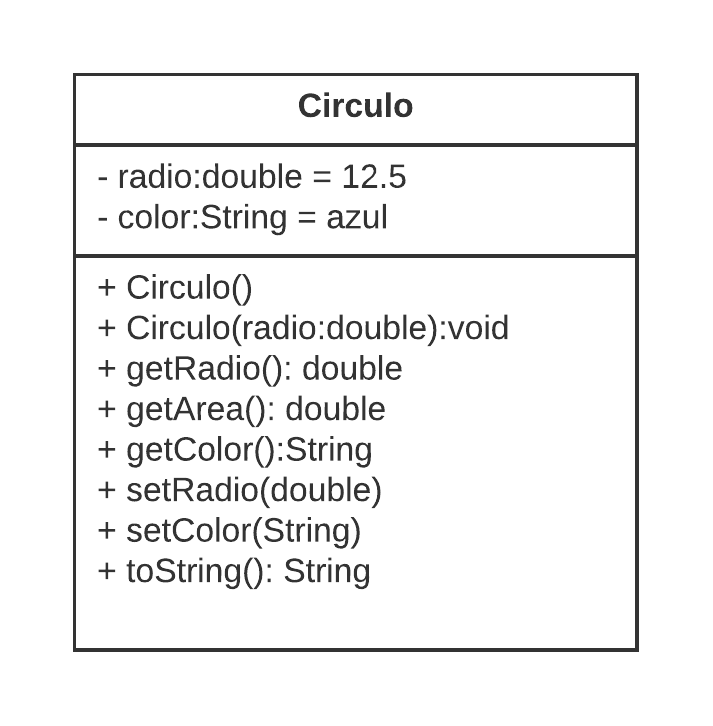 Circulo
- radio:double = 12.5
- color:String = azul
+ Circulo()
+ Circulo(radio:double):void
+ getRadio(): double
+ getArea(): double
+ getColor():String
+ setRadio(double)
+ setColor(String)
+ toString(): String